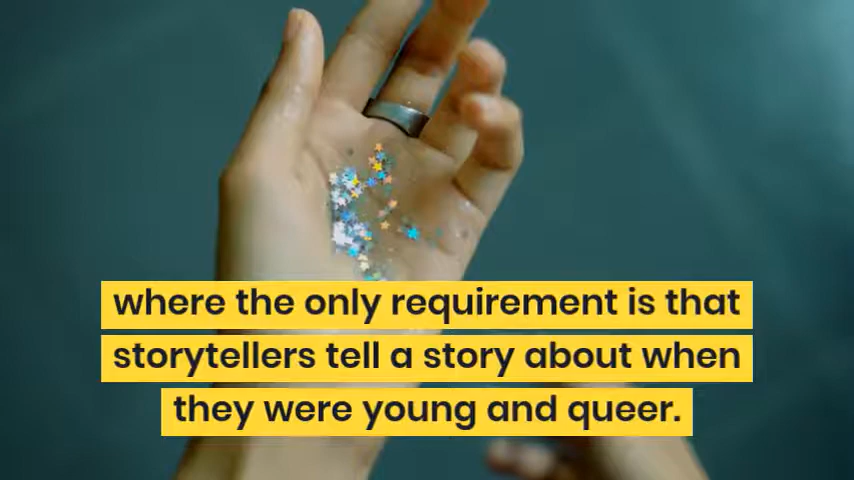 where the only requirement is that
storytellers tell a story about when
they were young and queer.